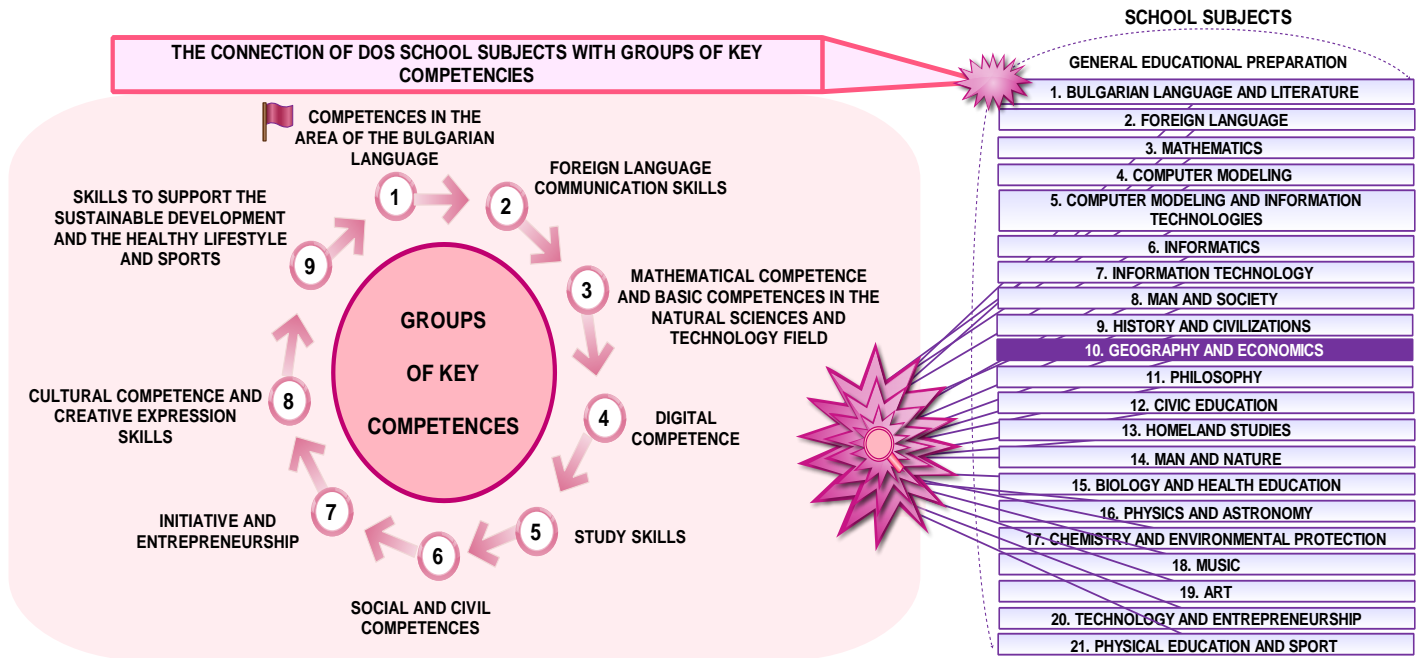 THE CONNECTION OF DOS SCHOOL SUBJECTS WITH GROUPS OF KEY
COMPETENCIES
COMPETENCES IN THE
AREA OF THE BULGARIAN
LANGUAGE
1
FOREIGN LANGUAGE
COMMUNICATION SKILLS
2
MATHEMATICAL COMPETENCE
AND BASIC COMPETENCES IN THE
NATURAL SCIENCES AND
TECHNOLOGY FIELD
3
DIGITAL
COMPETENCE
4
STUDY SKILLS
5
SOCIAL AND CIVIL
COMPETENCES
6
INITIATIVE AND
ENTREPRENEURSHIP
7
CULTURAL COMPETENCE AND
CREATIVE EXPRESSION
SKILLS
8
SKILLS TO SUPPORT THE
SUSTAINABLE DEVELOPMENT
AND THE HEALTHY LIFESTYLE
AND SPORTS
9
GROUPS
OF KEY
COMPETENCES
SCHOOL SUBJECTS
GENERAL EDUCATIONAL PREPARATION
1. BULGARIAN LANGUAGE AND LITERATURE
2. FOREIGN LANGUAGE
3. MATHEMATICS
4. COMPUTER MODELING
5. COMPUTER MODELING AND INFORMATION
TECHNOLOGIES
6. INFORMATICS
7. INFORMATION TECHNOLOGY
8. MAN AND SOCIETY
9. HISTORY AND CIVILIZATIONS
10. GEOGRAPHY AND ECONOMICS
11. PHILOSOPHY
12. CIVIC EDUCATION
13. HOMELAND STUDIES
14. MAN AND NATURE
15. BIOLOGY AND HEALTH EDUCATION
16. PHYSICS AND ASTRONOMY
17. CHEMISTRY AND ENVIRONMENTAL PROTECTION
18. MUSIC
19. ART
20. TECHNOLOGY AND ENTREPRENEURSHIP
21. PHYSICAL EDUCATION AND SPORT